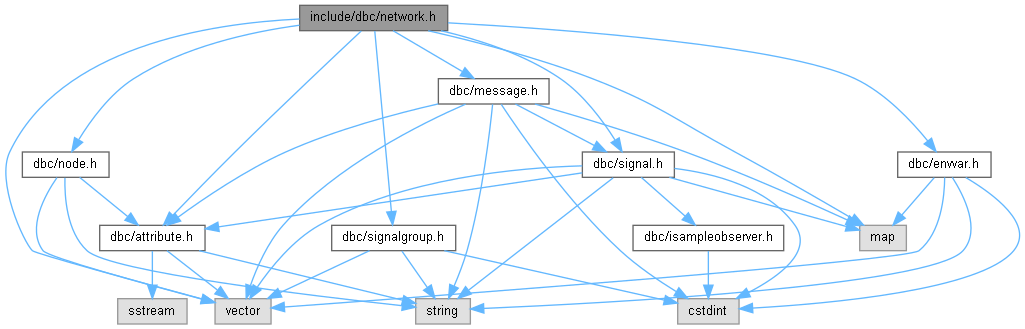 include/dbc/network.h
dbc/message.h
dbc/node.h
dbc/signal.h
dbc/envvar.h
dbc/attribute.h
dbc/signalgroup.h
dbc/isampleobserver.h
map
sstream
vector
string
cstdint